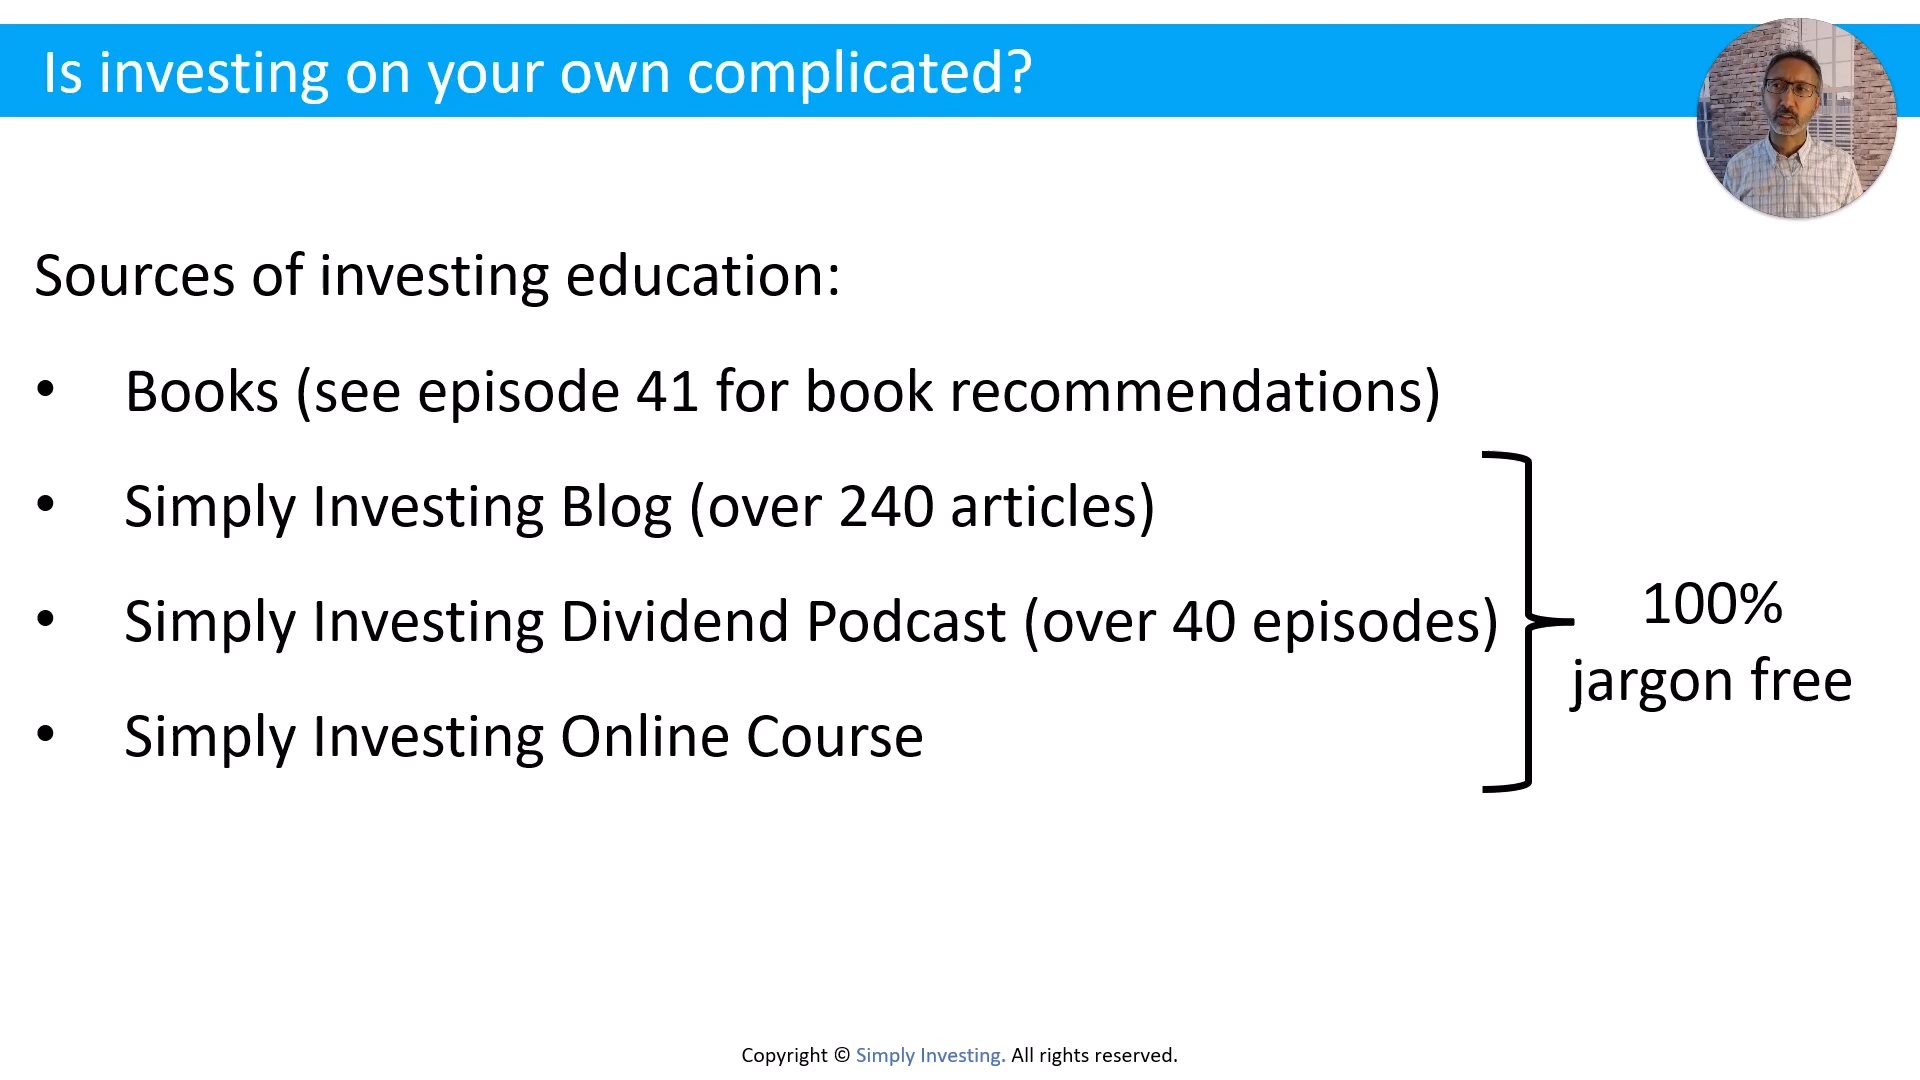 Is investing on your own complicated?
Sources of investing education:
• Books (see episode 41 for book recommendations)
• Simply Investing Blog (over 240 articles)
• Simply Investing Dividend Podcast (over 40 episodes)
• Simply Investing Online Course
100%
jargon free
Copyright © Simply Investing. All rights reserved.